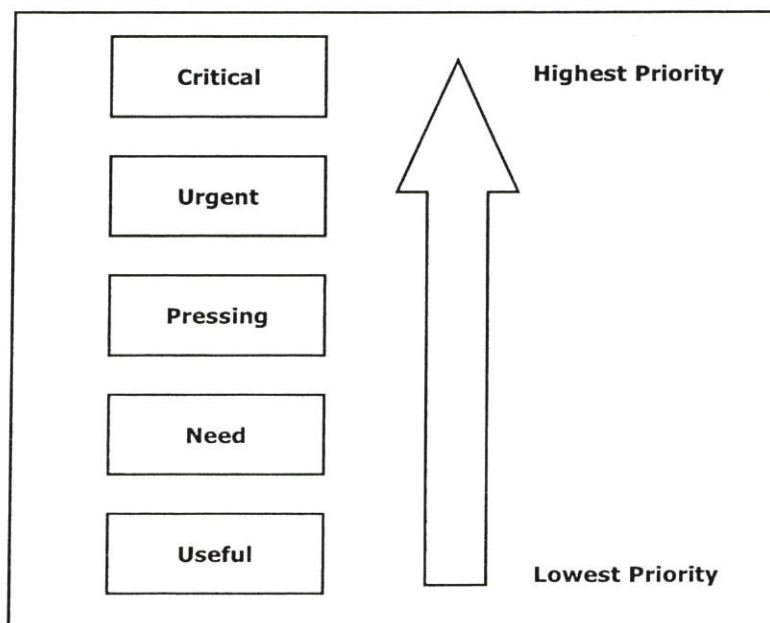 Critical
Highest Priority
Urgent
Pressing
Need
Useful
Lowest Priority